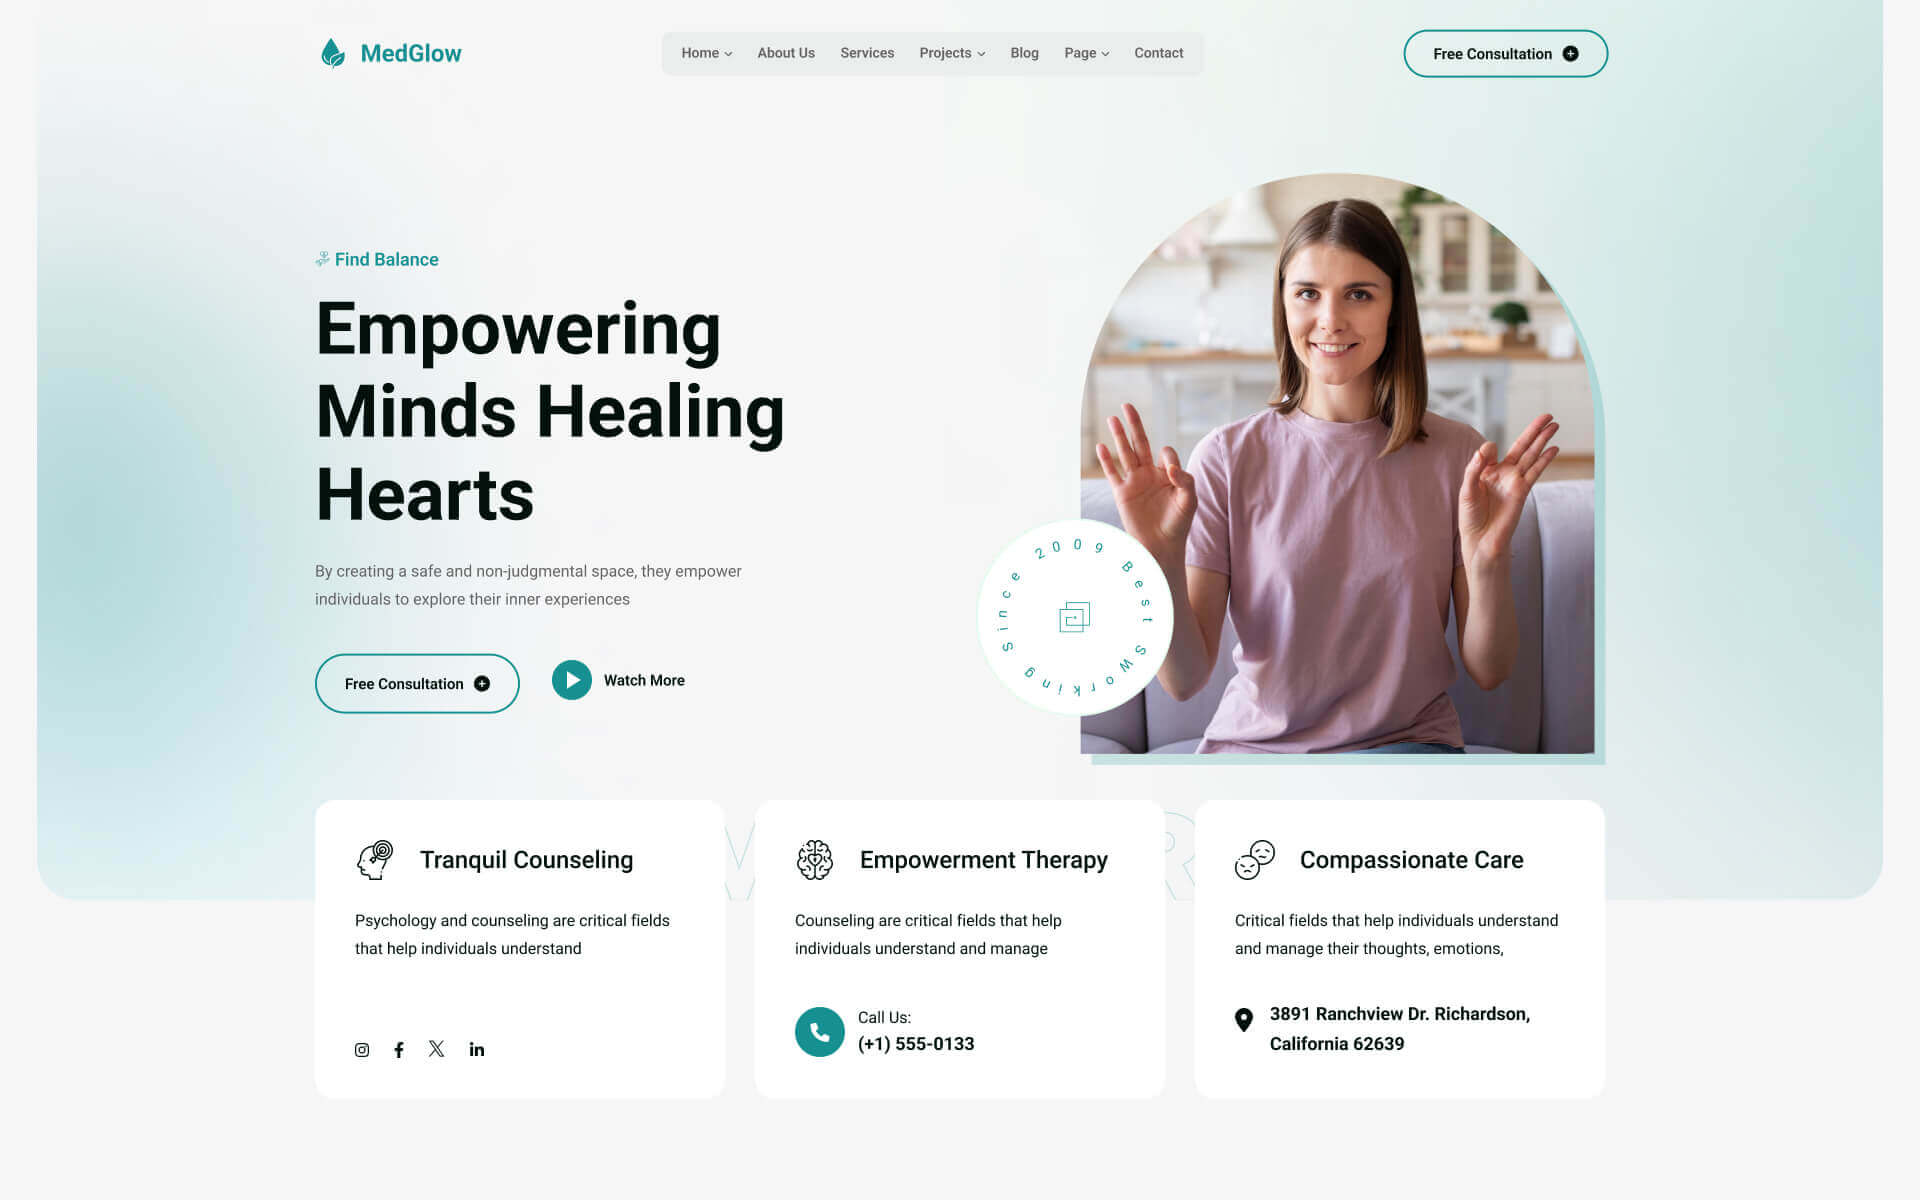 MedGlow
Home
About Us
Services
Projects
Blog
Page
Contact
Free Consultation
Find Balance
Empowering
Minds Healing
Hearts
By creating a safe and non-judgmental space, they empower
individuals to explore their inner experiences
Free Consultation
Watch More
Since 2009 Best SWorking
Tranquil Counseling
Psychology and counseling are critical fields
that help individuals understand
Empowerment Therapy
Counseling are critical fields that help
individuals understand and manage
Call Us:
(+1) 555-0133
Compassionate Care
Critical fields that help individuals understand
and manage their thoughts, emotions,
3891 Ranchview Dr. Richardson,
California 62639